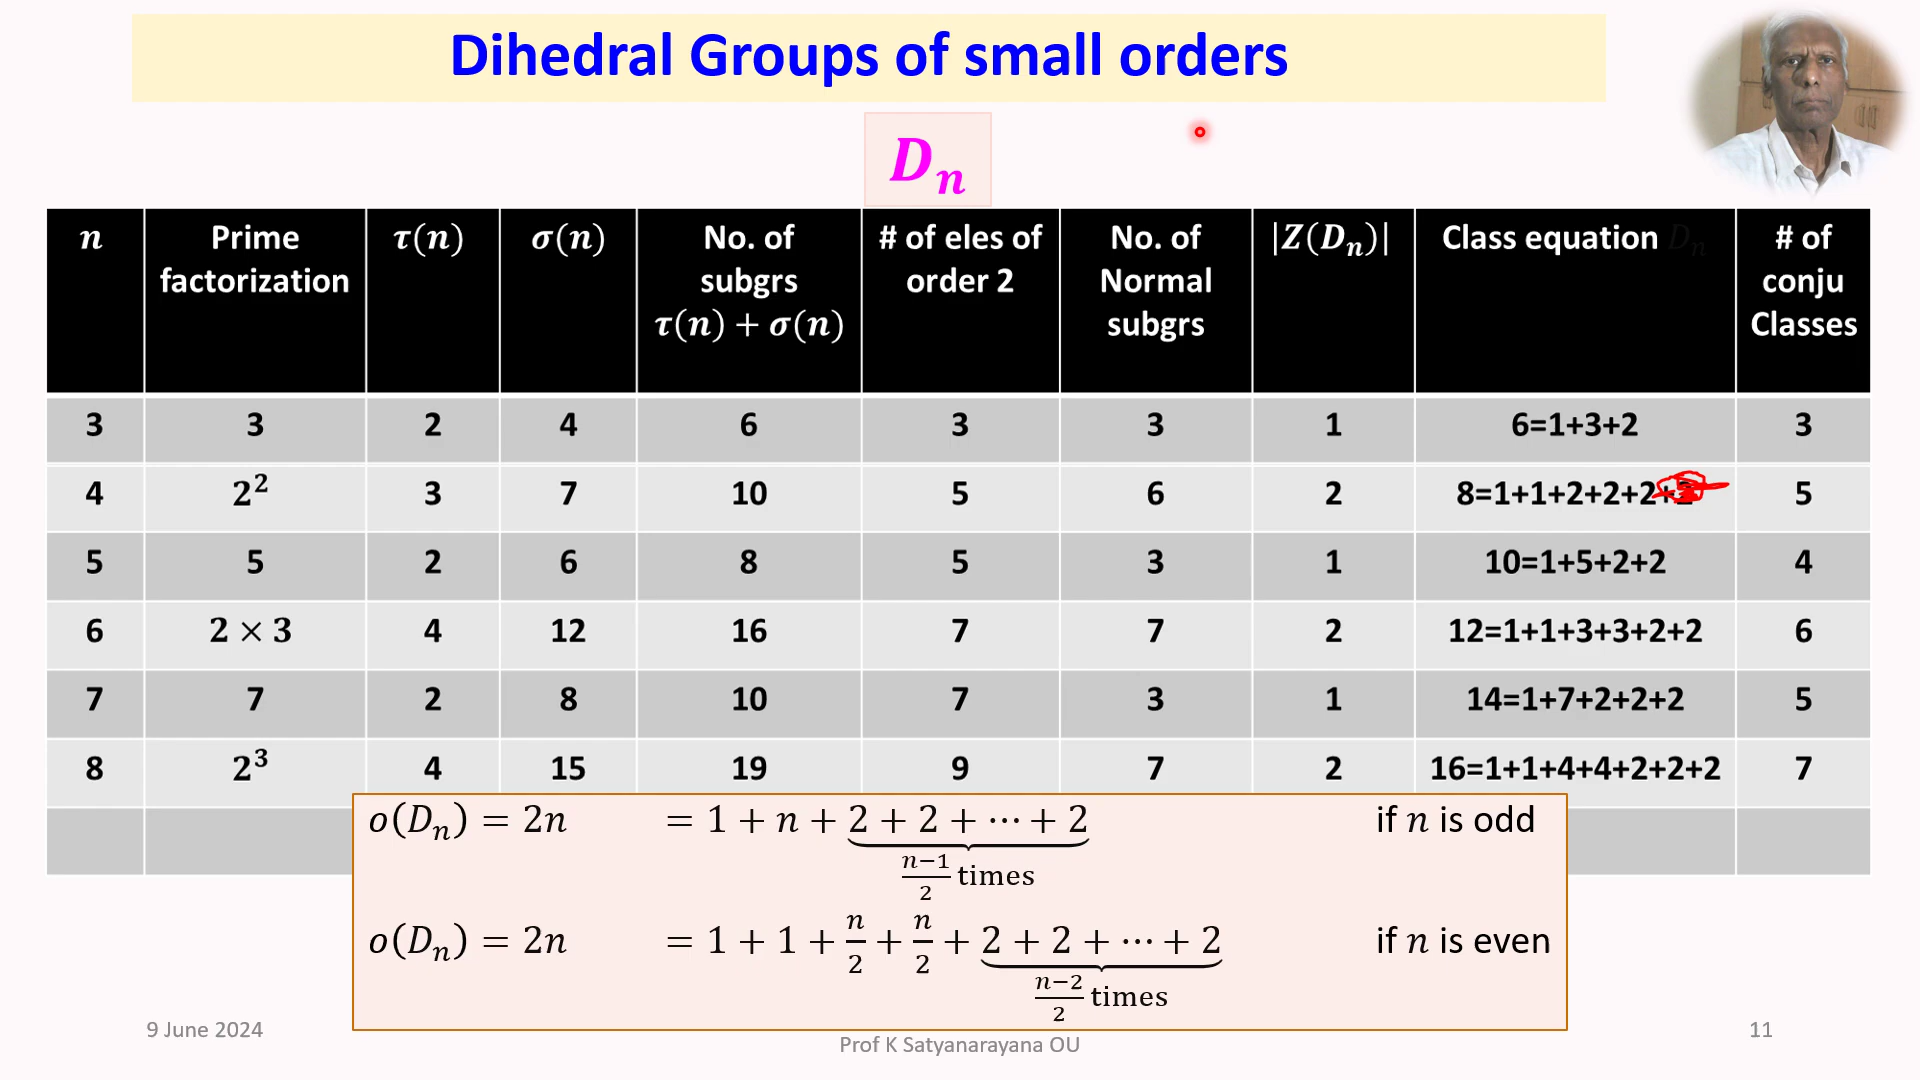 Dihedral Groups of small orders
Dₙ
n | Prime factorization | τ(n) | σ(n) | No. of subgrs τ(n) + σ(n) | # of eles of order 2 | No. of Normal subgrs | |Z(Dₙ)| | Class equation Dₙ | # of conju Classes
3 | 3 | 2 | 4 | 6 | 3 | 3 | 1 | 6=1+3+2 | 3
4 | 2² | 3 | 7 | 10 | 5 | 6 | 2 | 8=1+1+2+2+2+2 | 5
5 | 5 | 2 | 6 | 8 | 5 | 3 | 1 | 10=1+5+2+2 | 4
6 | 2 × 3 | 4 | 12 | 16 | 7 | 7 | 2 | 12=1+1+3+3+2+2 | 6
7 | 7 | 2 | 8 | 10 | 7 | 3 | 1 | 14=1+7+2+2+2 | 5
8 | 2³ | 4 | 15 | 19 | 9 | 7 | 2 | 16=1+1+4+4+2+2+2 | 7
o(Dₙ) = 2n = 1 + n + 2 + 2 + ⋯ + 2 if n is odd
(n−1)/2 times
o(Dₙ) = 2n = 1 + 1 + n/2 + n/2 + 2 + 2 + ⋯ + 2 if n is even
(n−2)/2 times
9 June 2024
Prof K Satyanarayana OU
11